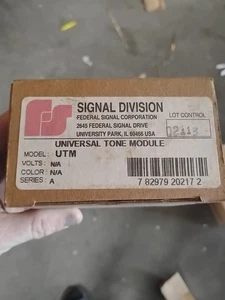 SIGNAL DIVISION
FEDERAL SIGNAL CORPORATION
2645 FEDERAL SIGNAL DRIVE
UNIVERSITY PARK, IL 60466 USA
LOT CONTROL
UNIVERSAL TONE MODULE
MODEL: UTM
VOLTS: N/A
COLOR: N/A
SERIES: A
7 82979 20217 2